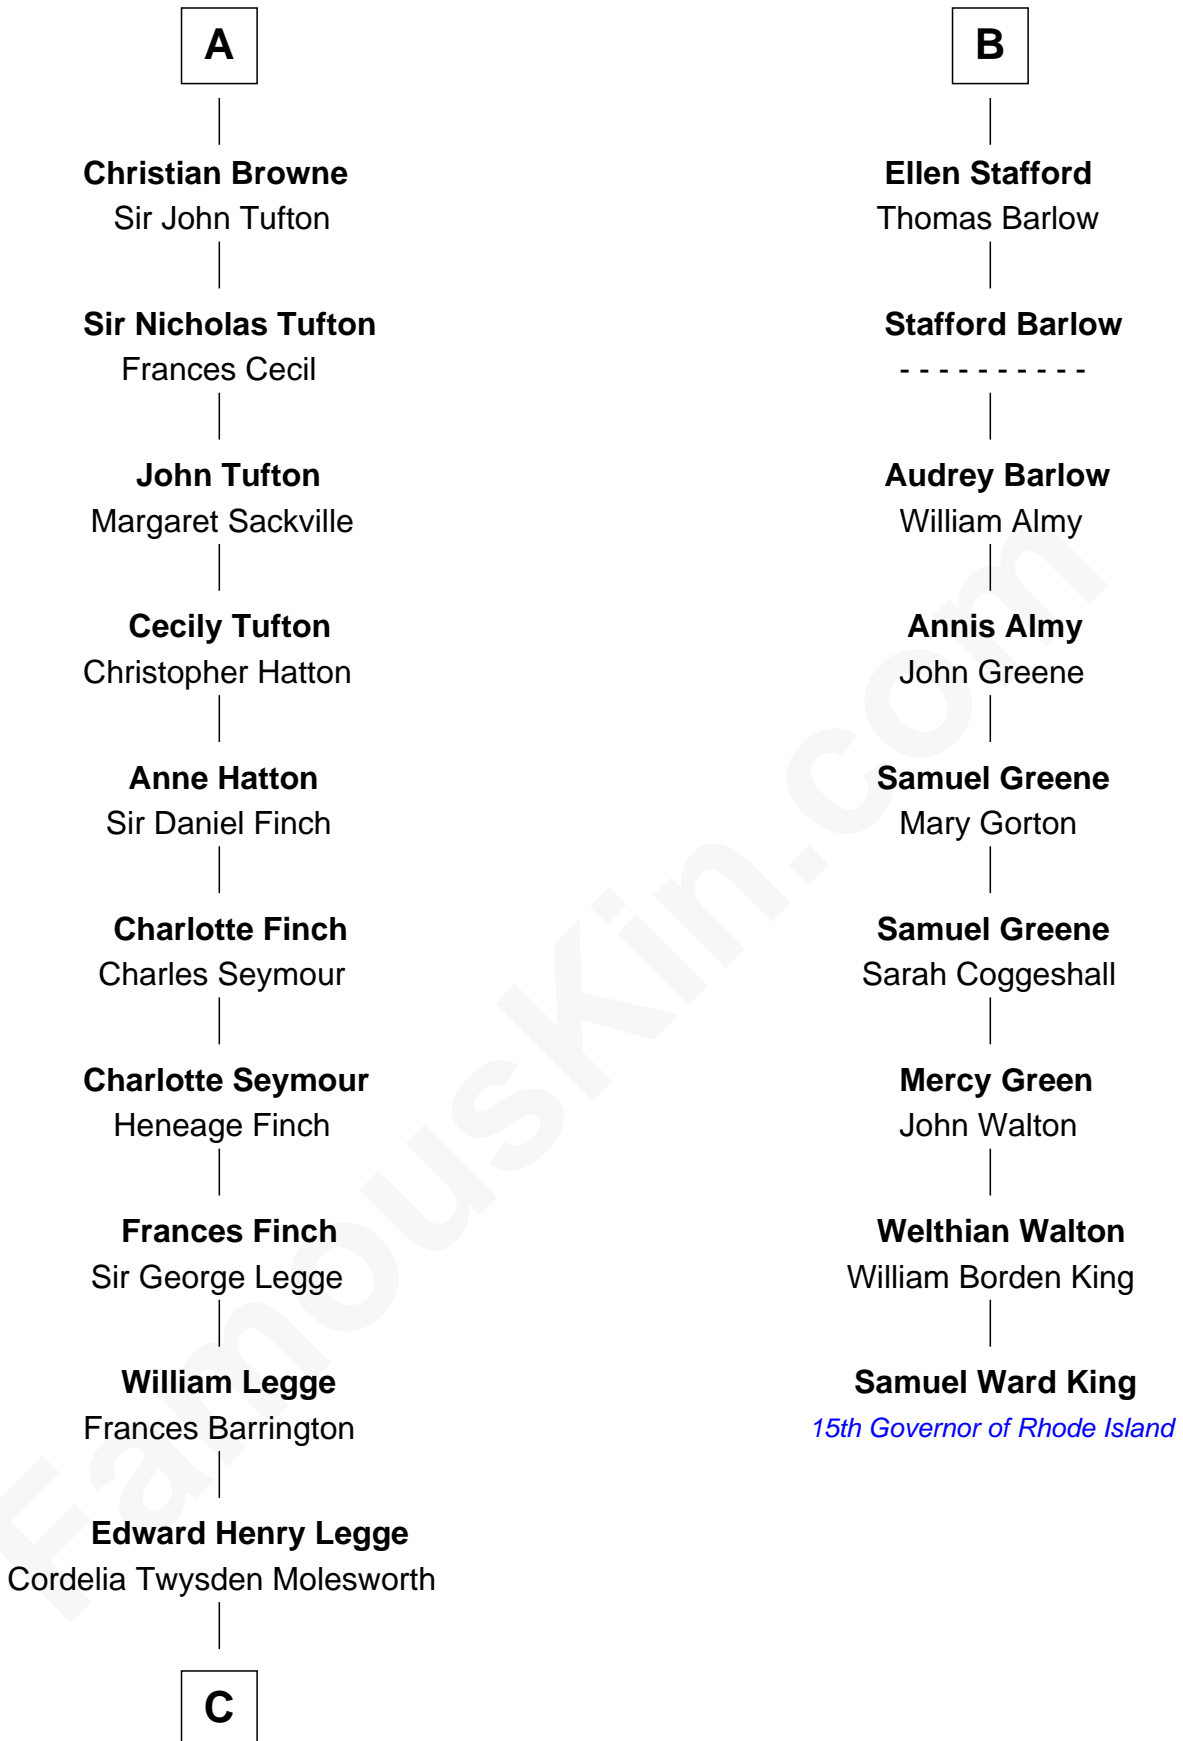 A
Christian Browne
Sir John Tufton
Sir Nicholas Tufton
Frances Cecil
John Tufton
Margaret Sackville
Cecily Tufton
Christopher Hatton
Anne Hatton
Sir Daniel Finch
Charlotte Finch
Charles Seymour
Charlotte Seymour
Heneage Finch
Frances Finch
Sir George Legge
William Legge
Frances Barrington
Edward Henry Legge
Cordelia Twysden Molesworth
C
B
Ellen Stafford
Thomas Barlow
Stafford Barlow
- - - - - - - - - -
Audrey Barlow
William Almy
Annis Almy
John Greene
Samuel Greene
Mary Gorton
Samuel Greene
Sarah Coggeshall
Mercy Green
John Walton
Welthian Walton
William Borden King
Samuel Ward King
15th Governor of Rhode Island
FamousKin.com